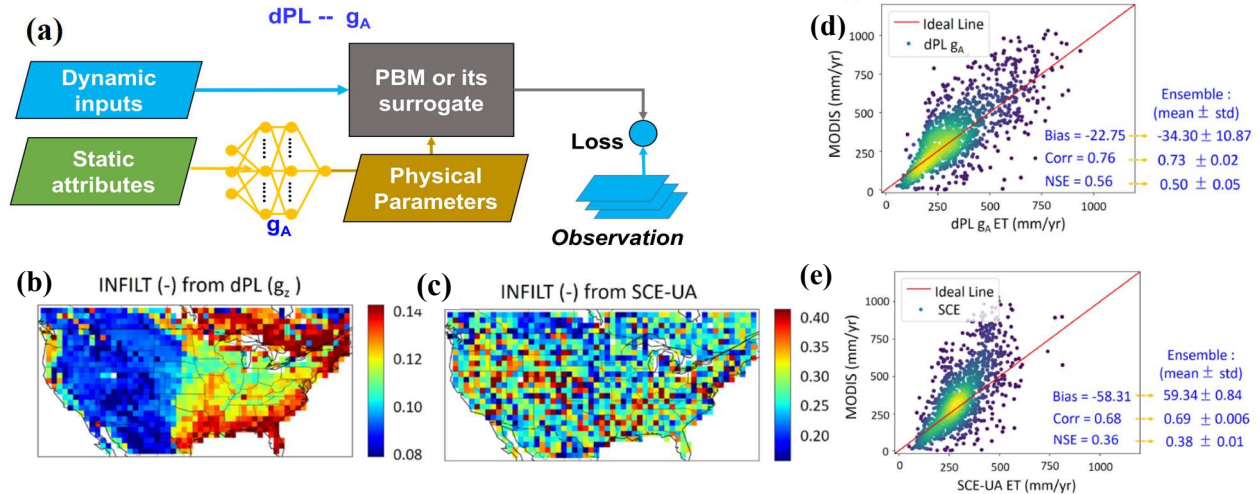 (a)
dPL -- gA
Dynamic
inputs
Static
attributes
gA
PBM or its
surrogate
Physical
Parameters
Loss
Observation
(b)
INFILT (-) from dPL (gz )
0.14
0.12
0.10
0.08
(c)
INFILT (-) from SCE-UA
0.40
0.35
0.30
0.25
0.20
(d)
Ideal Line
dPL gA
MODIS (mm/yr)
1000
750
500
250
0
0
250
500
750
1000
dPL gA ET (mm/yr)
Ensemble :
(mean ± std)
Bias = -22.75
-34.30 ± 10.87
Corr = 0.76
0.73 ± 0.02
NSE = 0.56
0.50 ± 0.05
(e)
Ideal Line
SCE
MODIS (mm/yr)
1000
750
500
250
0
0
250
500
750
1000
SCE-UA ET (mm/yr)
Ensemble :
(mean ± std)
Bias = -58.31
59.34 ± 0.84
Corr = 0.68
0.69 ± 0.006
NSE = 0.36
0.38 ± 0.01